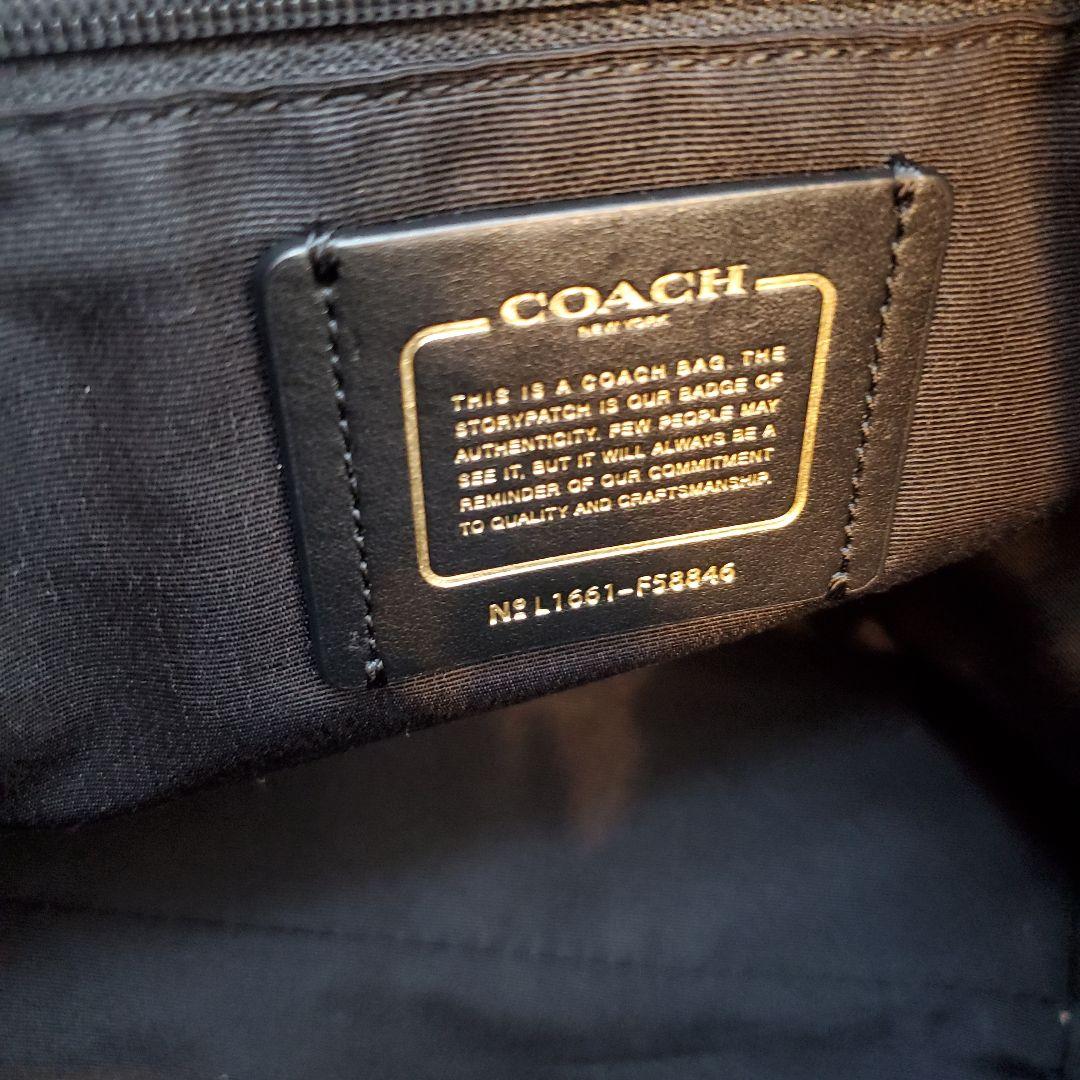 COACH
NEW YORK
THIS IS A COACH BAG. THE
STORYPATCH IS OUR BADGE OF
AUTHENTICITY. FEW PEOPLE MAY
SEE IT, BUT IT WILL ALWAYS BE A
REMINDER OF OUR COMMITMENT
TO QUALITY AND CRAFTSMANSHIP.
Nº L1661-F58846